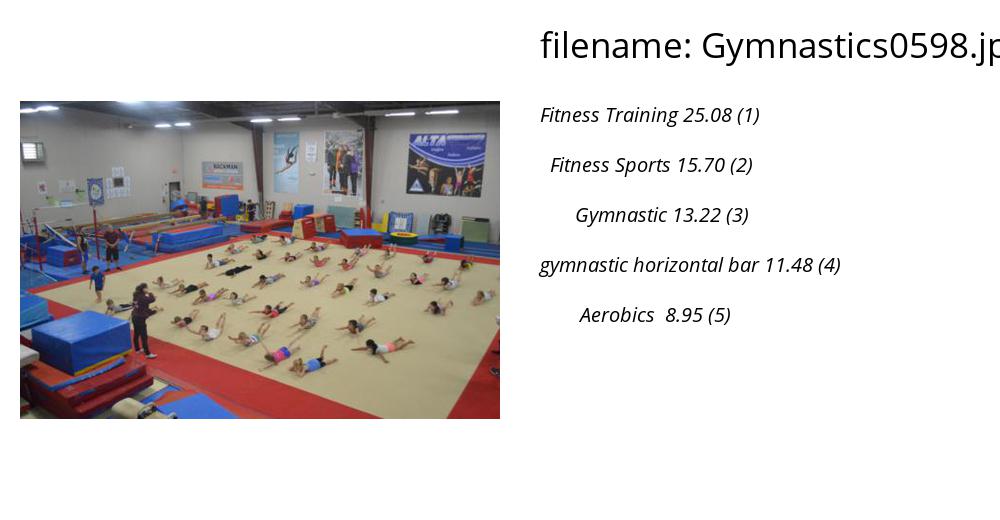 filename: Gymnastics0598.jp
Fitness Training 25.08 (1)
Fitness Sports 15.70 (2)
Gymnastic 13.22 (3)
gymnastic horizontal bar 11.48 (4)
Aerobics 8.95 (5)
ALTA